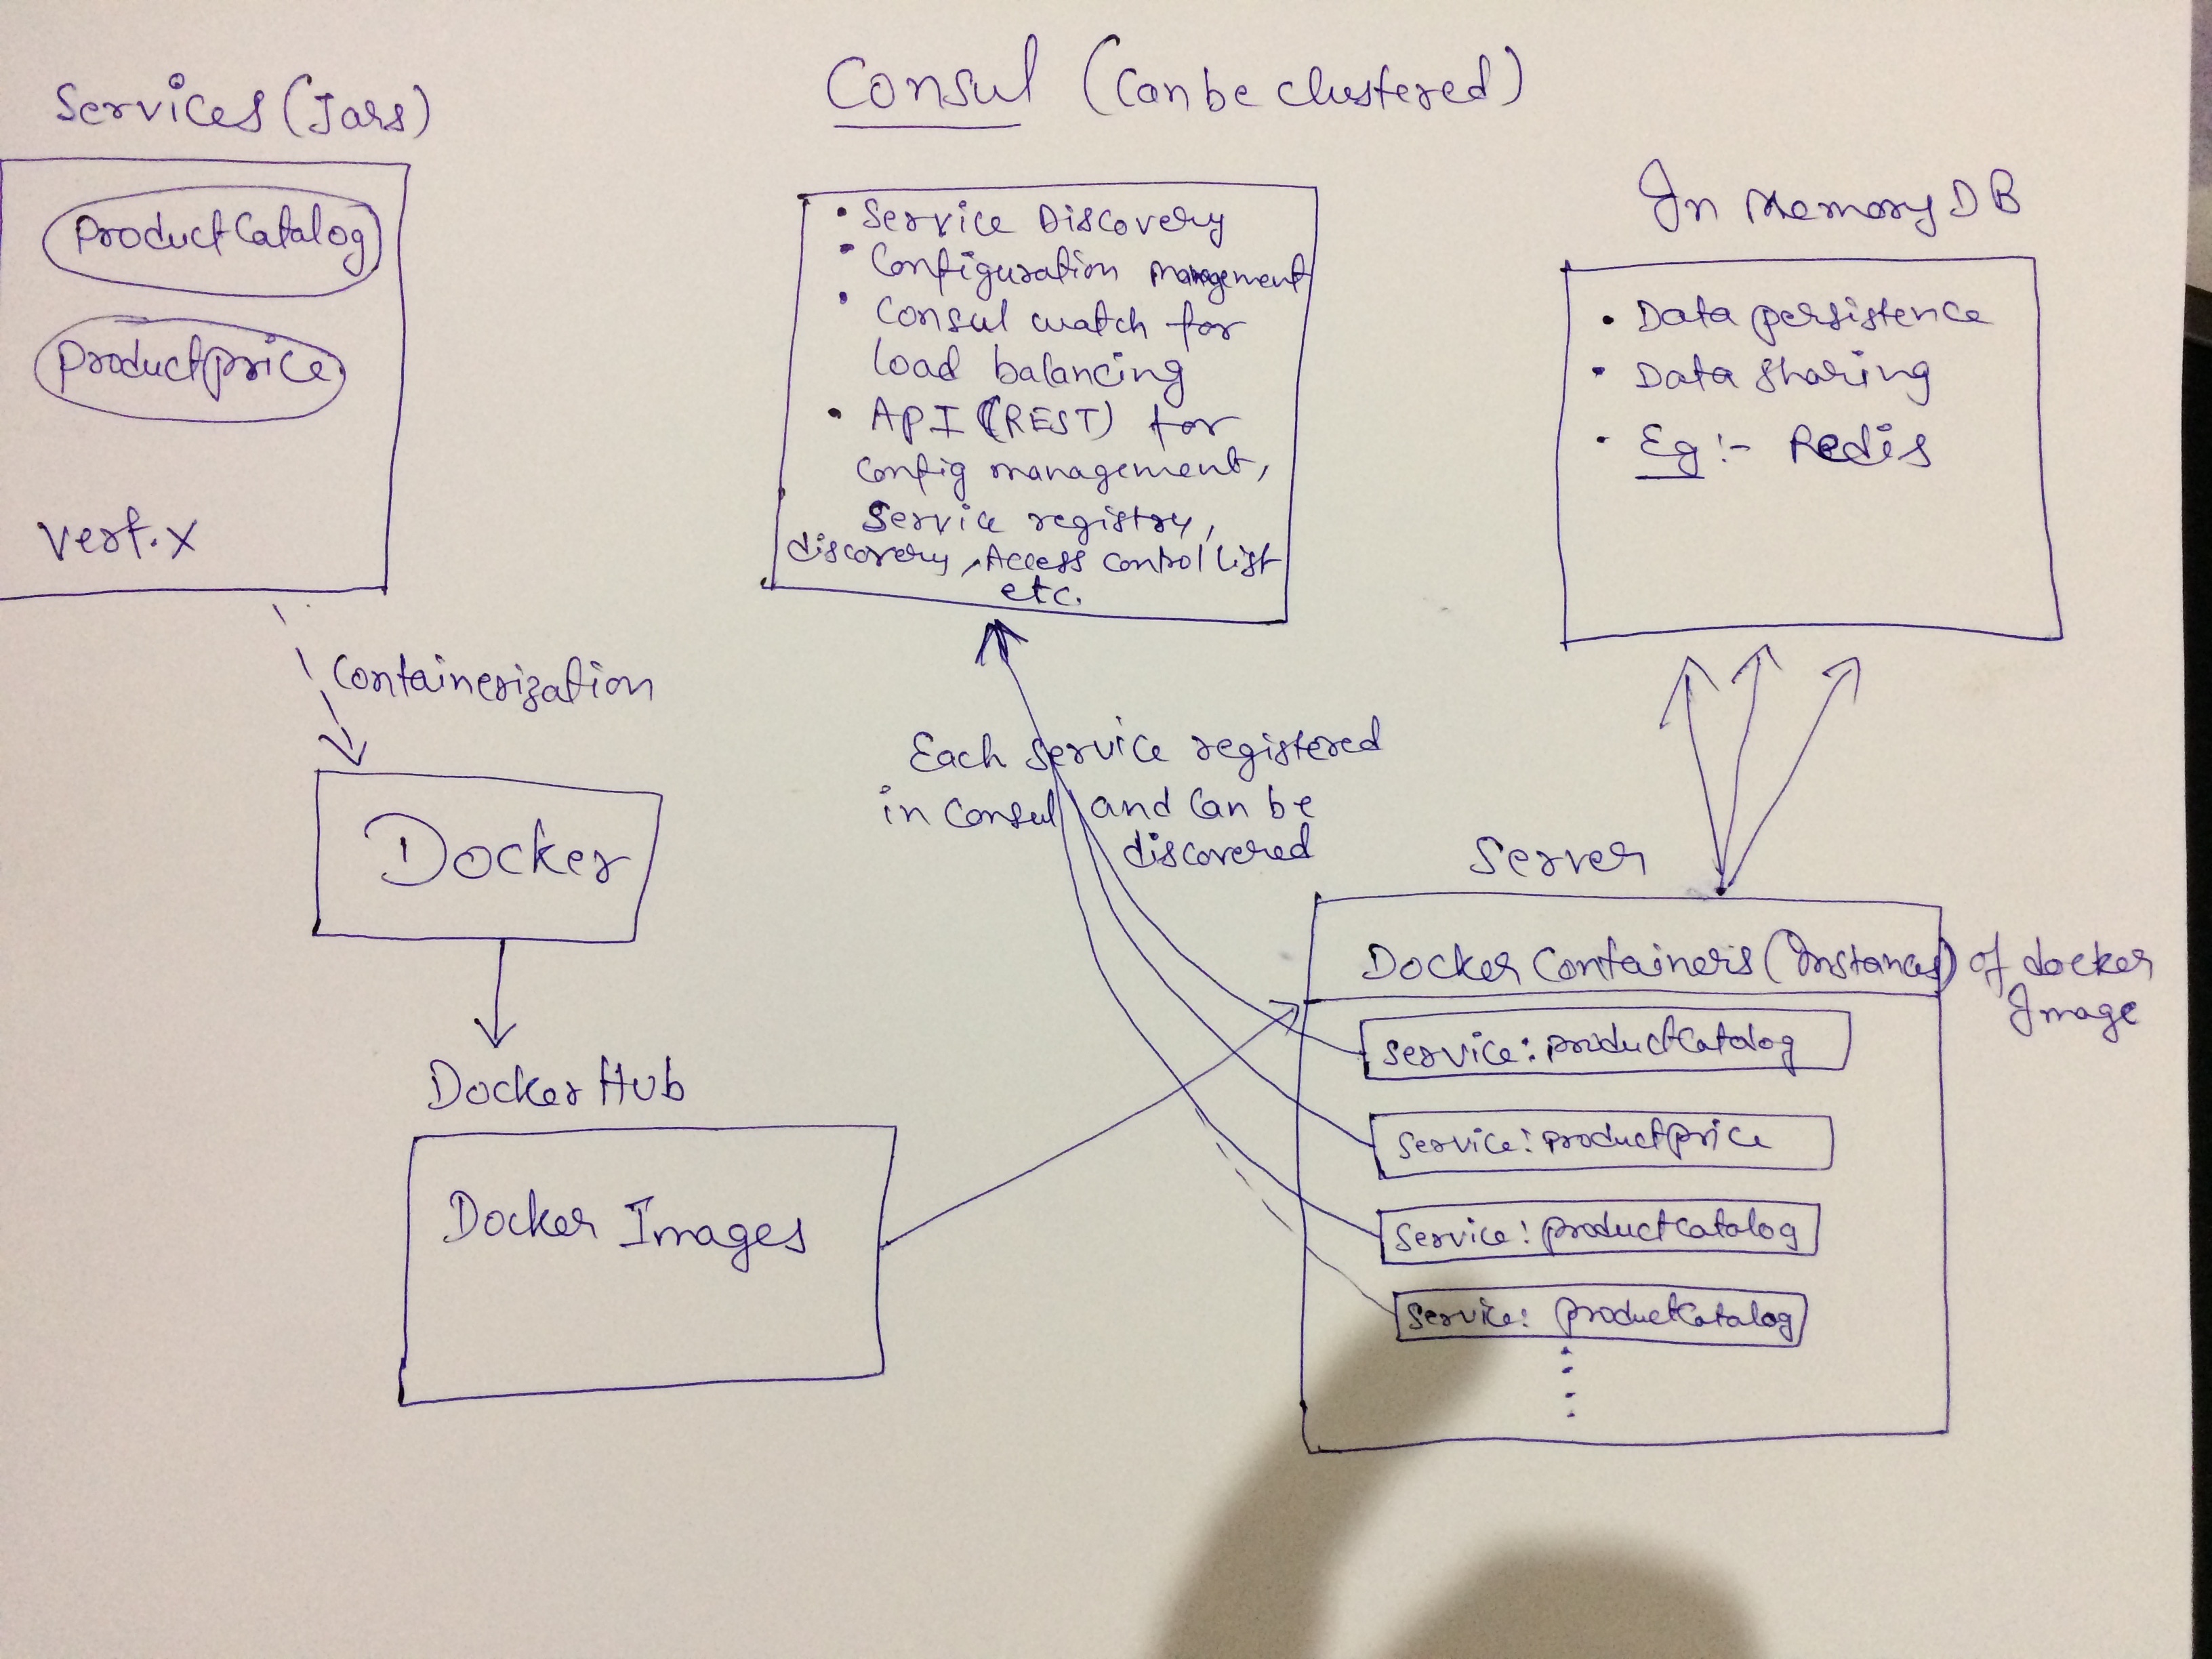 Services (Jars)
ProductCatalog
Productprice
Vert.x
Containerization
Docker
Docker Hub
Docker Images
Consul (Can be clustered)
• Service Discovery
• Configuration management
• Consul watch for
load balancing
• API (REST) for
Config management,
Service registry/
discovery, Access control list
etc.
Each Service registered
in Consul and Can be
discovered
In memory DB
• Data persistence
• Data sharing
• Eg :- Redis
Server
Docker Containers (Instances) of docker
Image
Service: productCatalog
Service: productprice
Service: productcatalog
Service: productcatalog